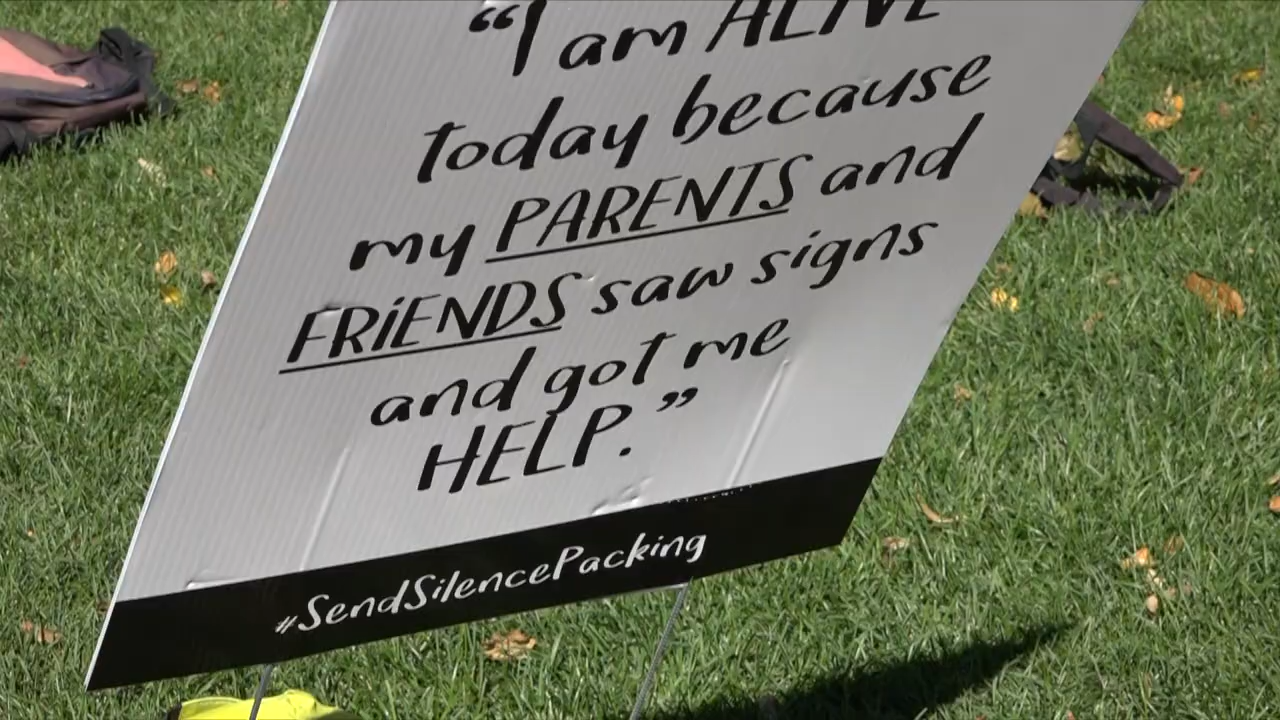 “I am ALiVE
today because
my PARENTS and
FRiENDS saw signs
and got me
HELP.”
#SendSilencePacking